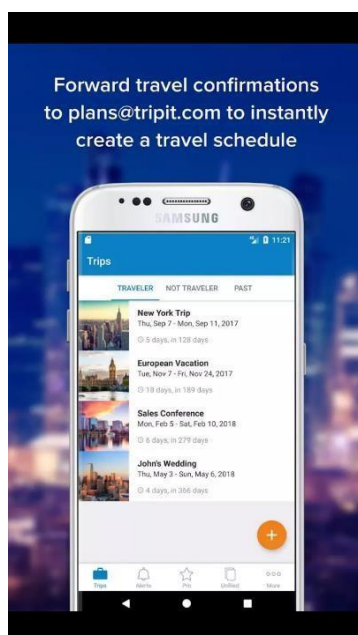 Forward travel confirmations
to plans@tripit.com to instantly
create a travel schedule
SAMSUNG
11:21
Trips
TRAVELER NOT TRAVELER PAST
New York Trip
Thu, Sep 7 - Mon, Sep 11, 2017
5 days, in 128 days
European Vacation
Tue, Nov 7 - Fri, Nov 24, 2017
18 days, in 189 days
Sales Conference
Mon, Feb 5 - Sat, Feb 10, 2018
6 days, in 279 days
John's Wedding
Thu, May 3 - Sun, May 6, 2018
4 days, in 366 days
+
Trips Alerts Pro Unfiled More